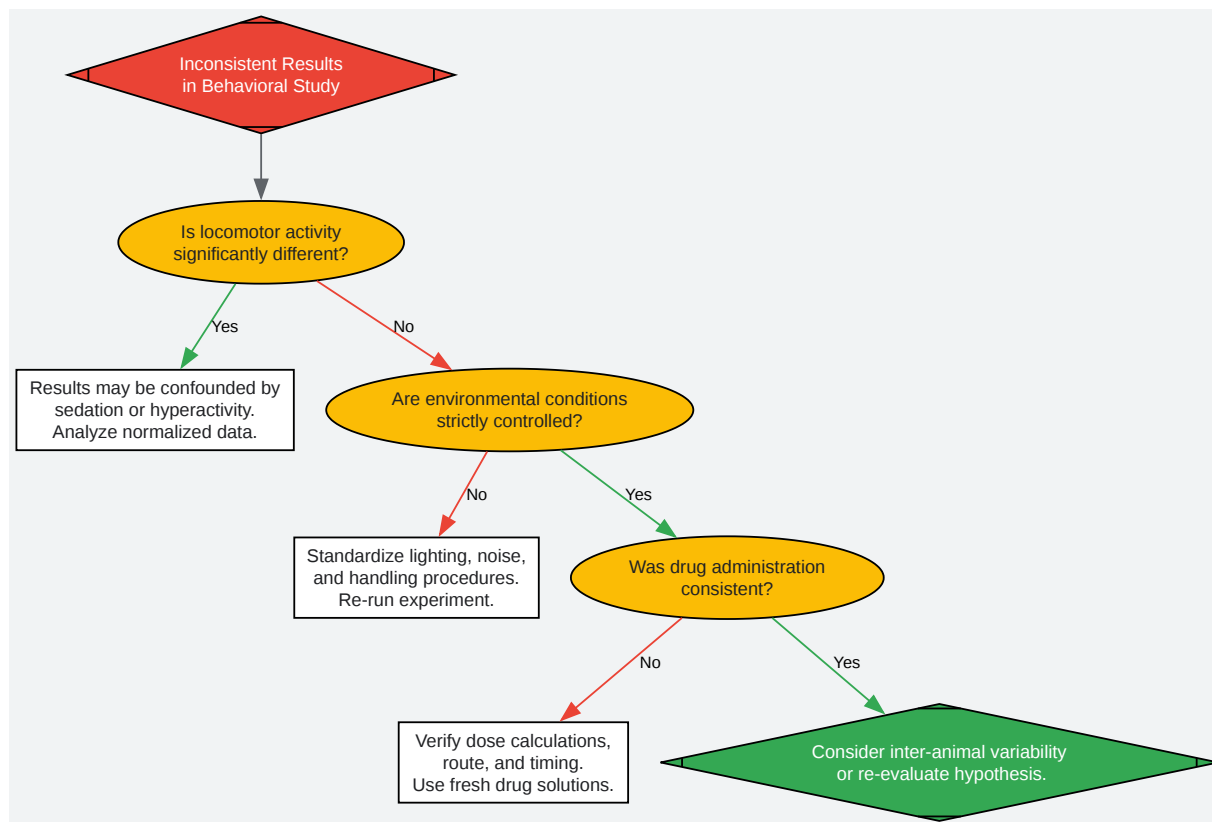 Inconsistent Results
in Behavioral Study
Is locomotor activity
significantly different?
Yes
No
Results may be confounded by
sedation or hyperactivity.
Analyze normalized data.
Are environmental conditions
strictly controlled?
No
Yes
Standardize lighting, noise,
and handling procedures.
Re-run experiment.
Was drug administration
consistent?
No
Yes
Verify dose calculations,
route, and timing.
Use fresh drug solutions.
Consider inter-animal variability
or re-evaluate hypothesis.